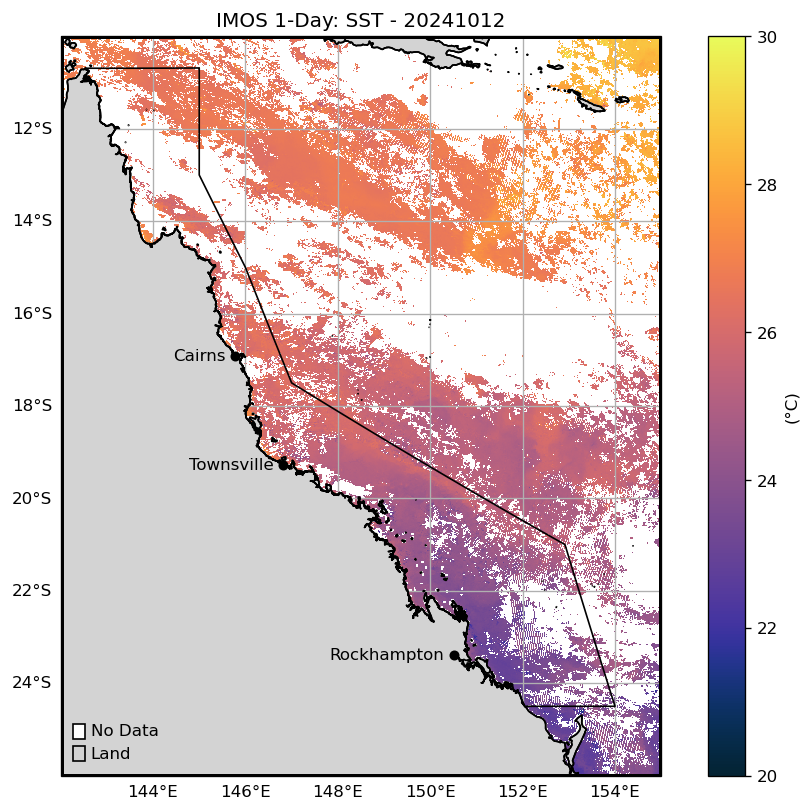 IMOS 1-Day: SST - 20241012
30
12°S
28
14°S
16°S
26
Cairns
18°S
(°C)
Townsville
24
20°S
22°S
22
Rockhampton
24°S
No Data
Land
20
144°E 146°E 148°E 150°E 152°E 154°E